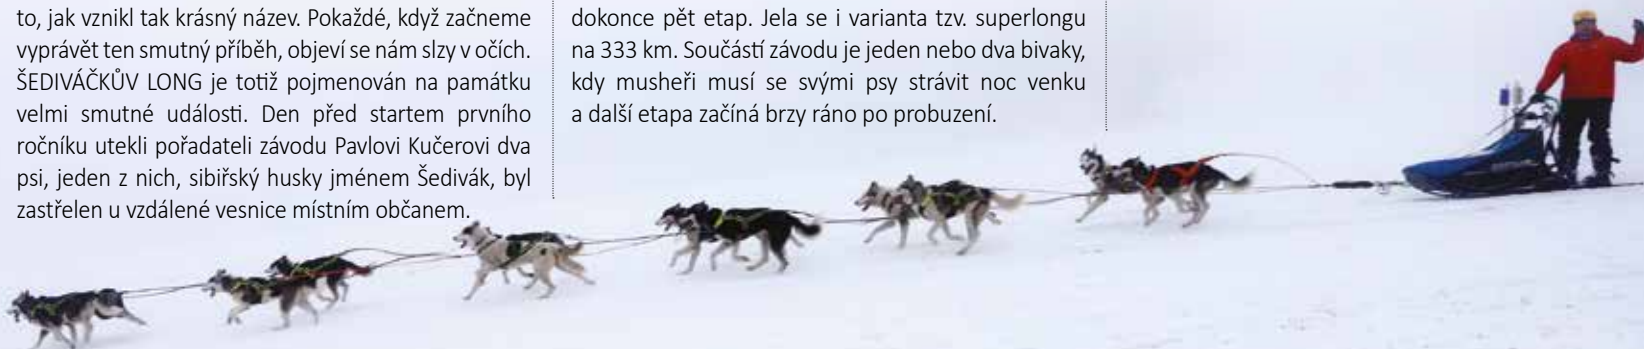 to, jak vznikl tak krásný název. Pokaždé, když začneme
vyprávět ten smutný příběh, objeví se nám slzy v očích.
ŠEDIVÁČKŮV LONG je totiž pojmenován na památku
velmi smutné události. Den před startem prvního
ročníku utekli pořadateli závodu Pavlovi Kučerovi dva
psi, jeden z nich, sibiřský husky jménem Šedivák, byl
zastřelen u vzdálené vesnice místním občanem.
dokonce pět etap. Jela se i varianta tzv. superlongu
na 333 km. Součástí závodu je jeden nebo dva bivaky,
kdy musheři musí se svými psy strávit noc venku
a další etapa začíná brzy ráno po probuzení.